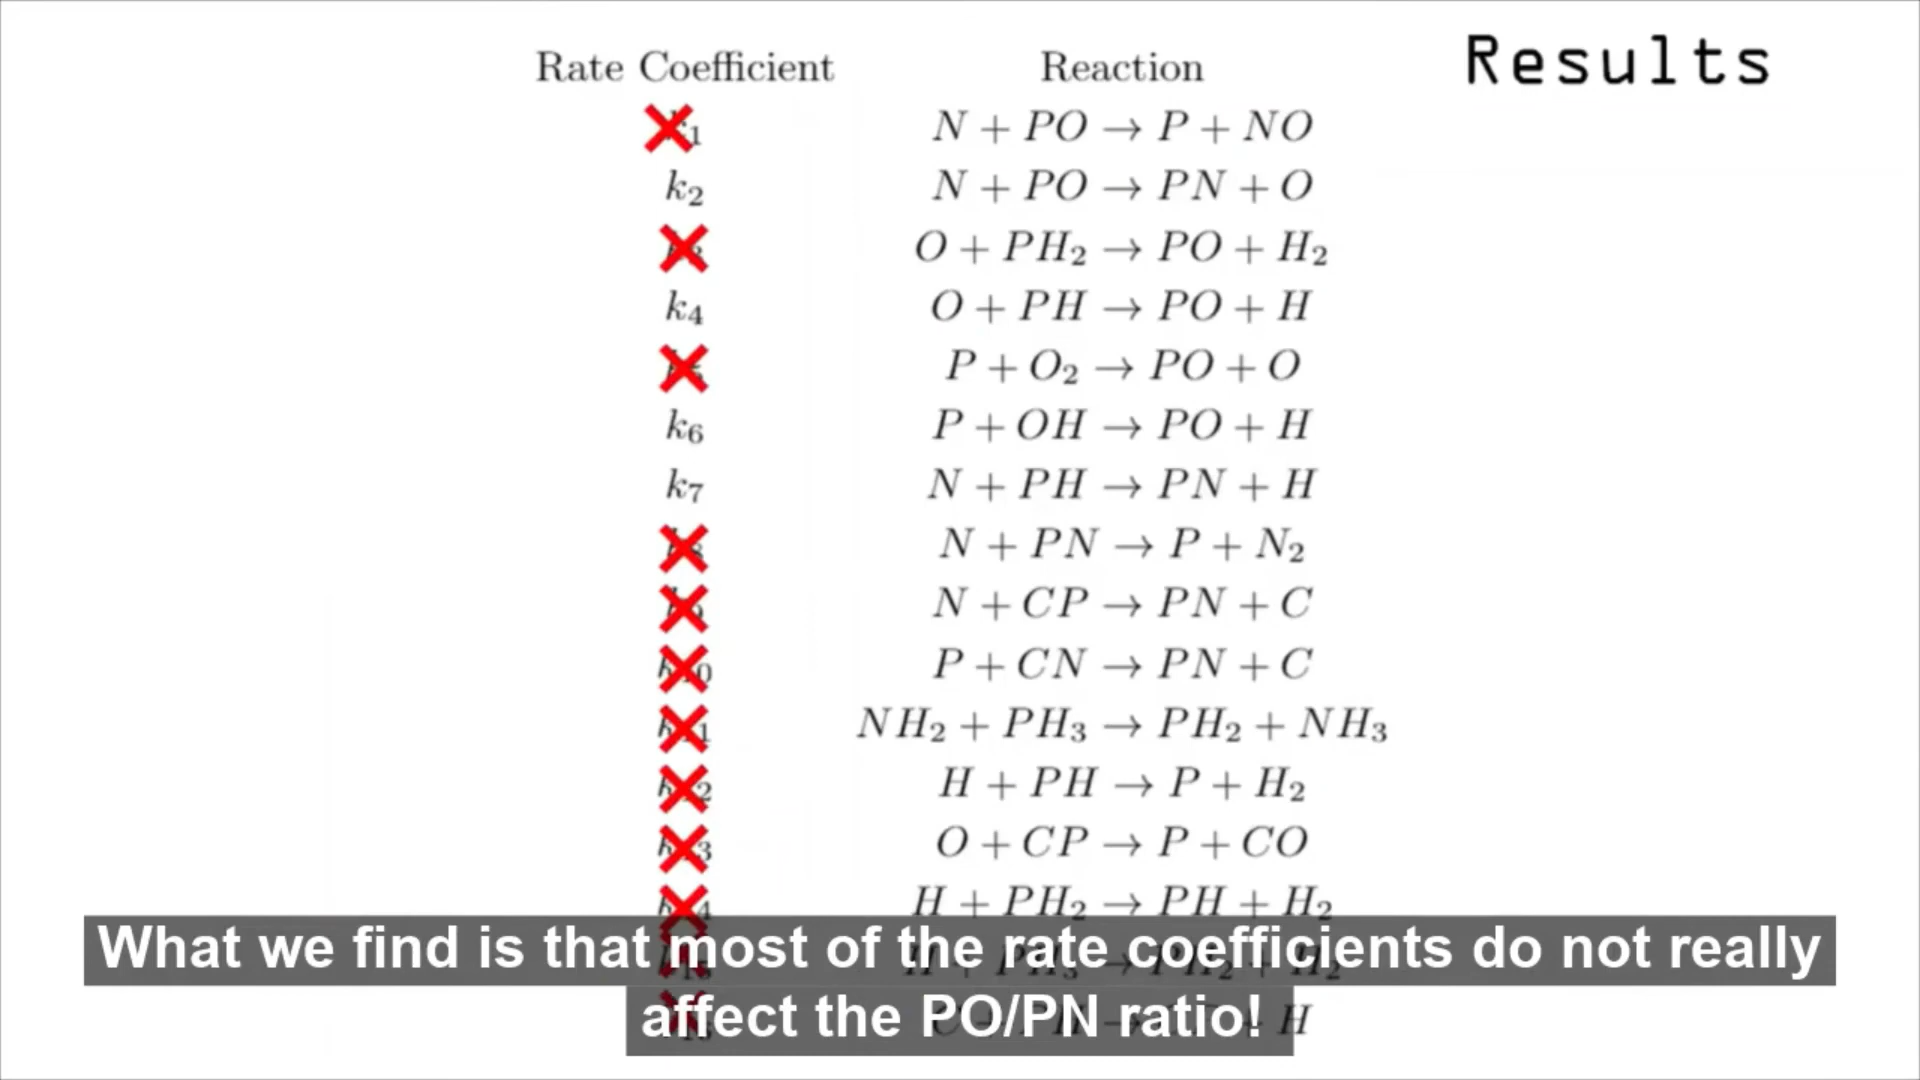 Results
Rate Coefficient Reaction
N + PO → P + NO
k₂ N + PO → PN + O
O + PH₂ → PO + H₂
k₄ O + PH → PO + H
P + O₂ → PO + O
k₆ P + OH → PO + H
k₇ N + PH → PN + H
N + PN → P + N₂
N + CP → PN + C
P + CN → PN + C
NH₂ + PH₃ → PH₂ + NH₃
H + PH → P + H₂
O + CP → P + CO
H + PH₂ → PH + H₂
What we find is that most of the rate coefficients do not really
affect the PO/PN ratio!